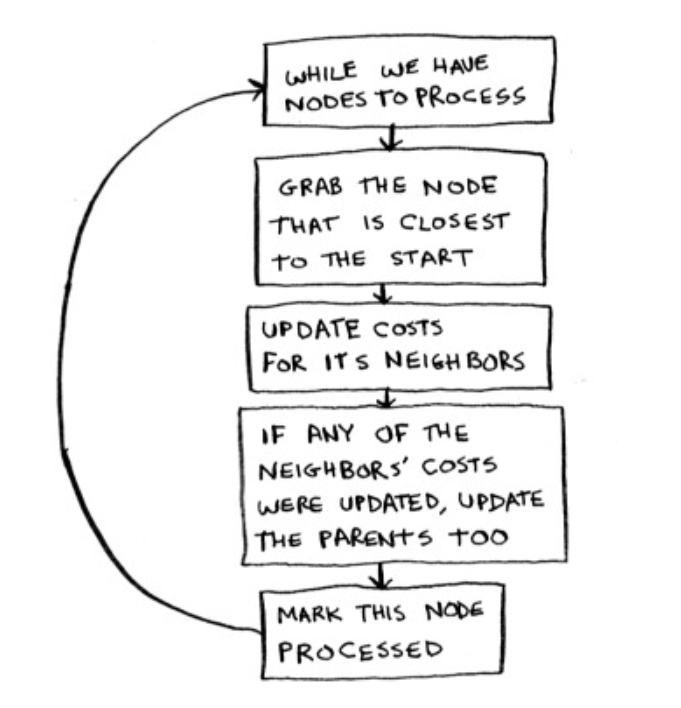 WHILE WE HAVE
NODES TO PROCESS
GRAB THE NODE
THAT IS CLOSEST
TO THE START
UPDATE COSTS
FOR ITS NEIGHBORS
IF ANY OF THE
NEIGHBORS' COSTS
WERE UPDATED, UPDATE
THE PARENTS TOO
MARK THIS NODE
PROCESSED